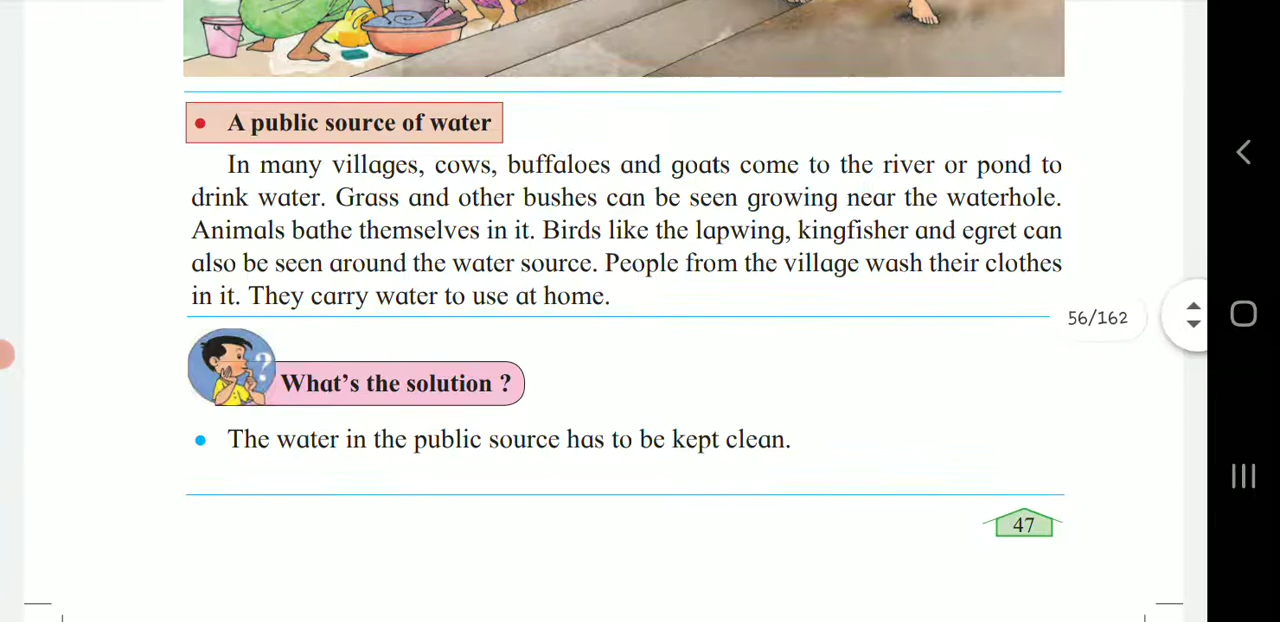 A public source of water
In many villages, cows, buffaloes and goats come to the river or pond to
drink water. Grass and other bushes can be seen growing near the waterhole.
Animals bathe themselves in it. Birds like the lapwing, kingfisher and egret can
also be seen around the water source. People from the village wash their clothes
in it. They carry water to use at home.
56/162
?
What's the solution ?
The water in the public source has to be kept clean.
47